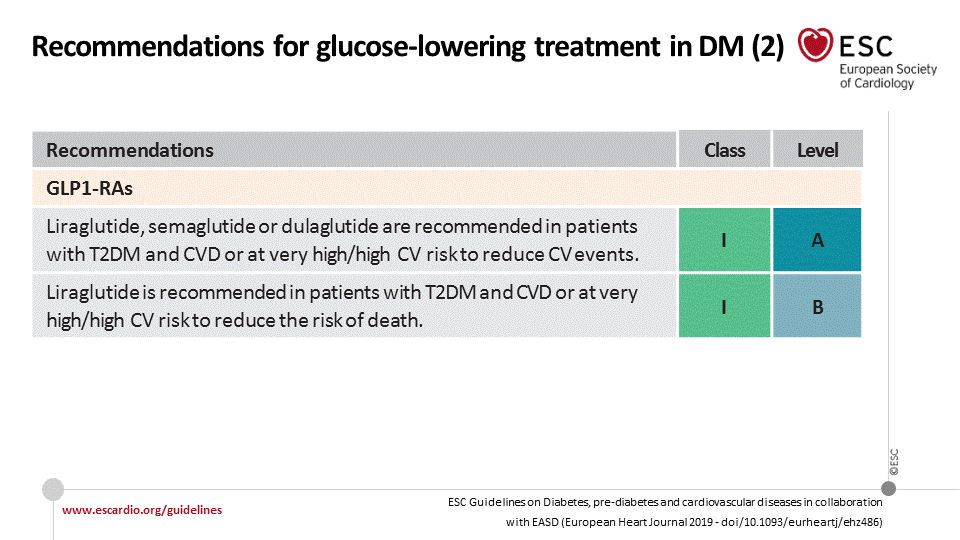 Recommendations for glucose-lowering treatment in DM (2)
ESC
European Society
of Cardiology
Recommendations Class Level
GLP1-RAs
Liraglutide, semaglutide or dulaglutide are recommended in patients
with T2DM and CVD or at very high/high CV risk to reduce CV events.
I A
Liraglutide is recommended in patients with T2DM and CVD or at very
high/high CV risk to reduce the risk of death.
I B
©ESC
www.escardio.org/guidelines
ESC Guidelines on Diabetes, pre-diabetes and cardiovascular diseases in collaboration
with EASD (European Heart Journal 2019 - doi/10.1093/eurheartj/ehz486)